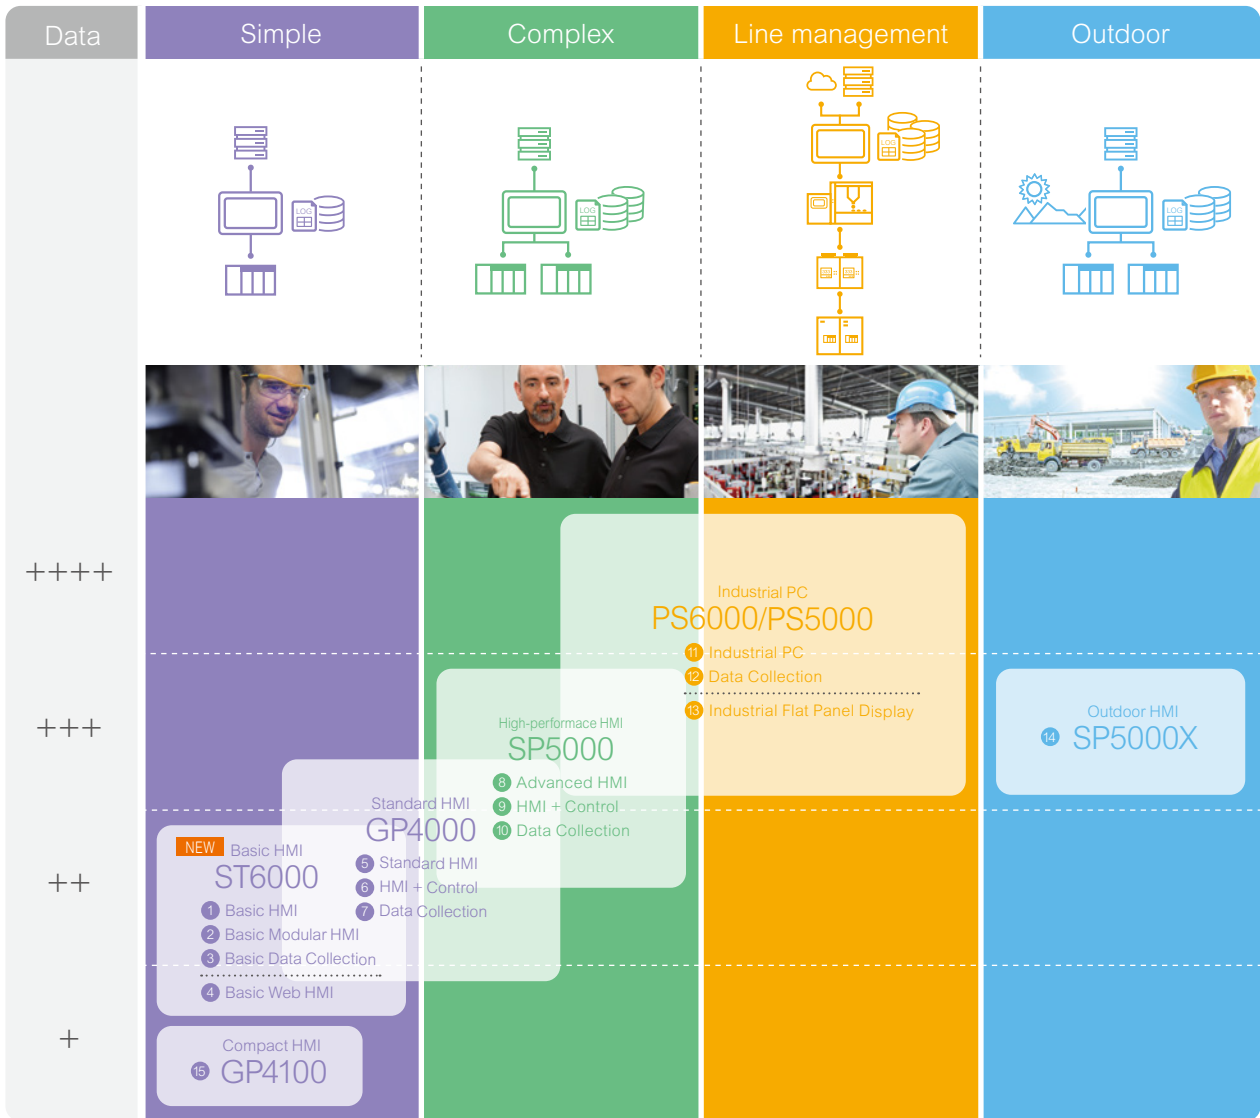 Data
Simple
Complex
Line management
Outdoor
LOG
LOG
LOG
LOG
++++
+++
++
+
Industrial PC
PS6000/PS5000
11 Industrial PC
12 Data Collection
13 Industrial Flat Panel Display
High-performace HMI
SP5000
8 Advanced HMI
9 HMI + Control
10 Data Collection
Outdoor HMI
14 SP5000X
Standard HMI
GP4000
5 Standard HMI
6 HMI + Control
7 Data Collection
NEW Basic HMI
ST6000
1 Basic HMI
2 Basic Modular HMI
3 Basic Data Collection
4 Basic Web HMI
Compact HMI
15 GP4100